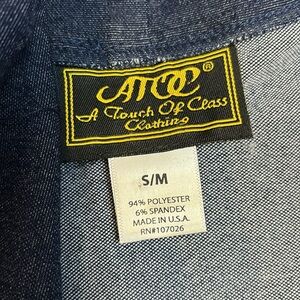 ATOC®
A Touch Of Class
Clothing
S/M
94% POLYESTER
6% SPANDEX
MADE IN U.S.A.
RN#107026